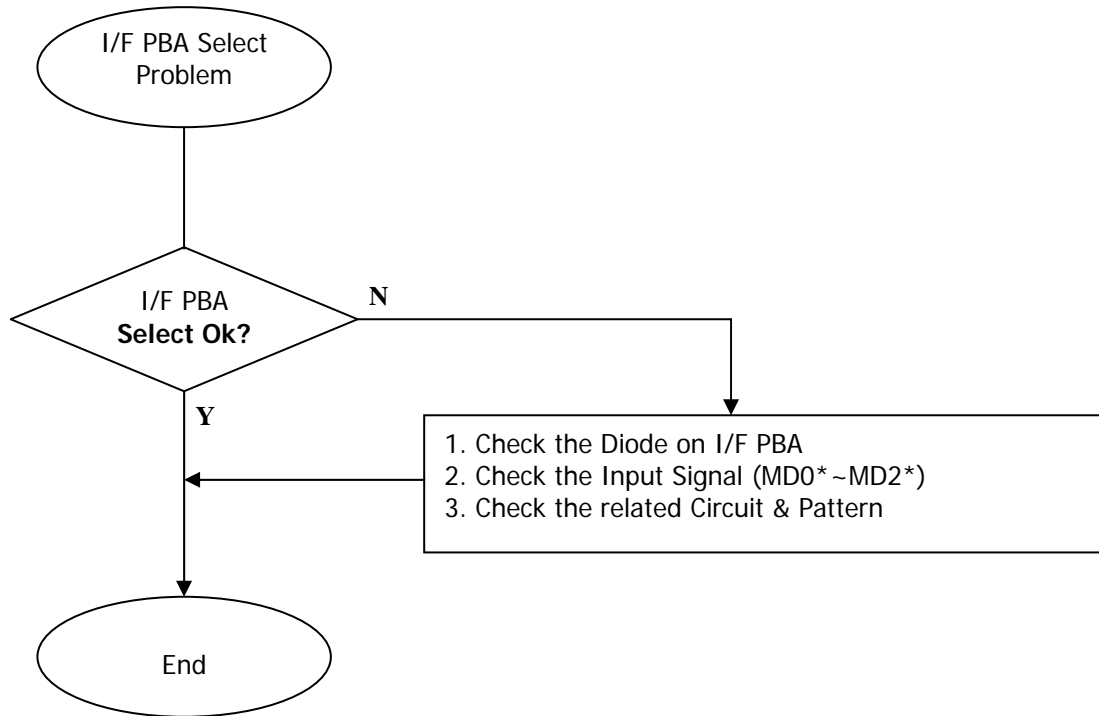 I/F PBA Select
Problem
I/F PBA
Select Ok?
N
Y
1. Check the Diode on I/F PBA
2. Check the Input Signal (MD0*~MD2*)
3. Check the related Circuit & Pattern
End